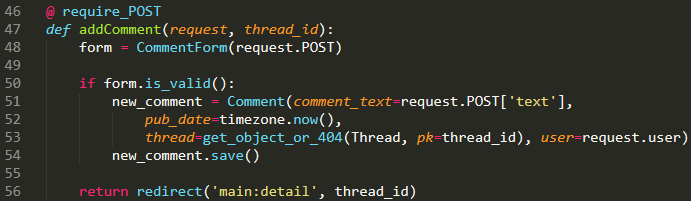 46 @ require_POST
47 def addComment(request, thread_id):
48     form = CommentForm(request.POST)
49
50     if form.is_valid():
51         new_comment = Comment(comment_text=request.POST['text'],
52             pub_date=timezone.now(),
53             thread=get_object_or_404(Thread, pk=thread_id), user=request.user)
54         new_comment.save()
55
56     return redirect('main:detail', thread_id)